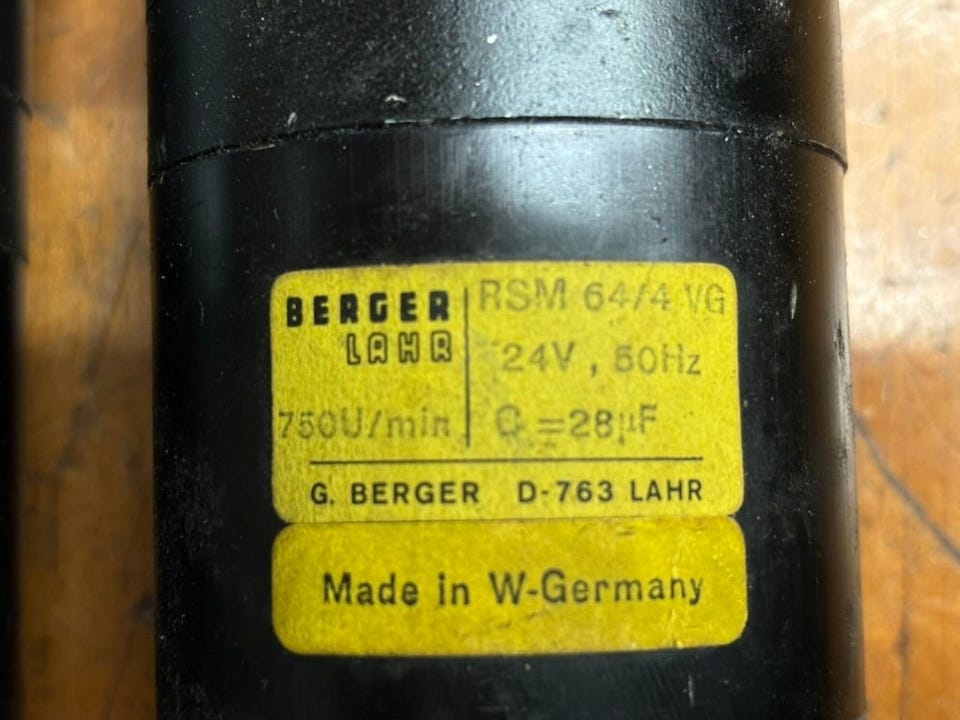 BERGER
LAHR
RSM 64/4 VG
24V, 50Hz
750U/min
C = 28µF
G. BERGER D-763 LAHR
Made in W-Germany